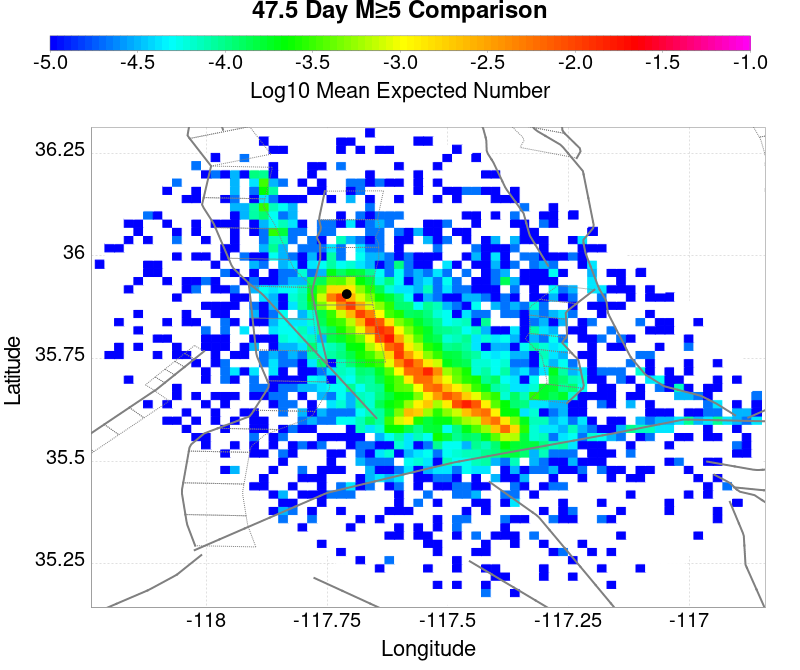 47.5 Day M≥5 Comparison
-5.0 -4.5 -4.0 -3.5 -3.0 -2.5 -2.0 -1.5 -1.0
Log10 Mean Expected Number
36.25
36
35.75
35.5
35.25
Latitude
-118 -117.75 -117.5 -117.25 -117
Longitude